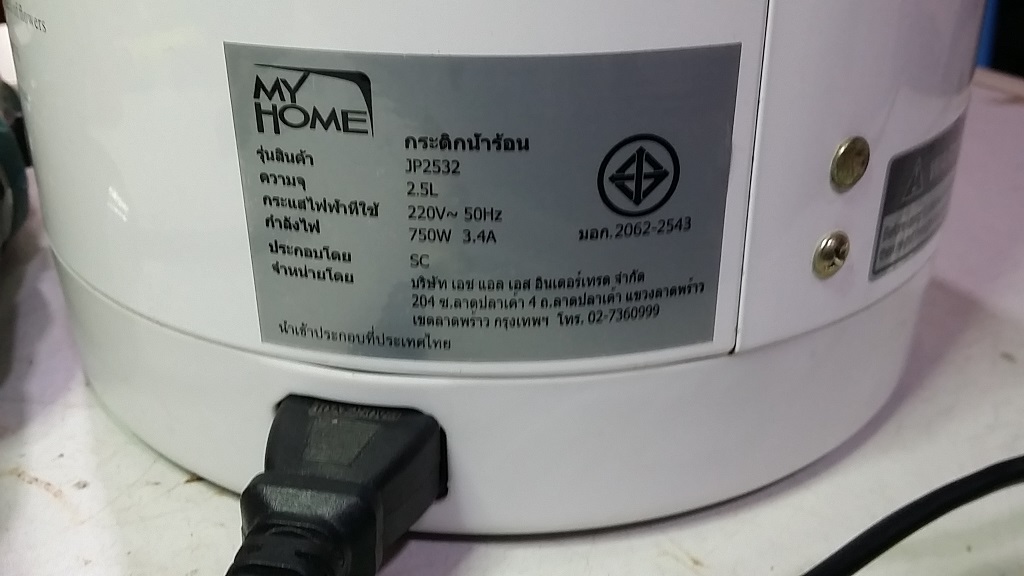 flowers
MY
HOME
กระติกน้ำร้อน
รุ่นสินค้า JP2532
ความจุ 2.5L
กระแสไฟฟ้าที่ใช้ 220V~ 50Hz
กำลังไฟ 750W 3.4A
ประกอบโดย SC
จำหน่ายโดย บริษัท เอช แอล เอส อินเตอร์เทรด จำกัด
204 ซ.ลาดปลาเค้า 4 ถ.ลาดปลาเค้า แขวงลาดพร้าว
เขตลาดพร้าว กรุงเทพฯ โทร. 02-7360999
นำเข้าประกอบที่ประเทศไทย
มอก.2062-2543